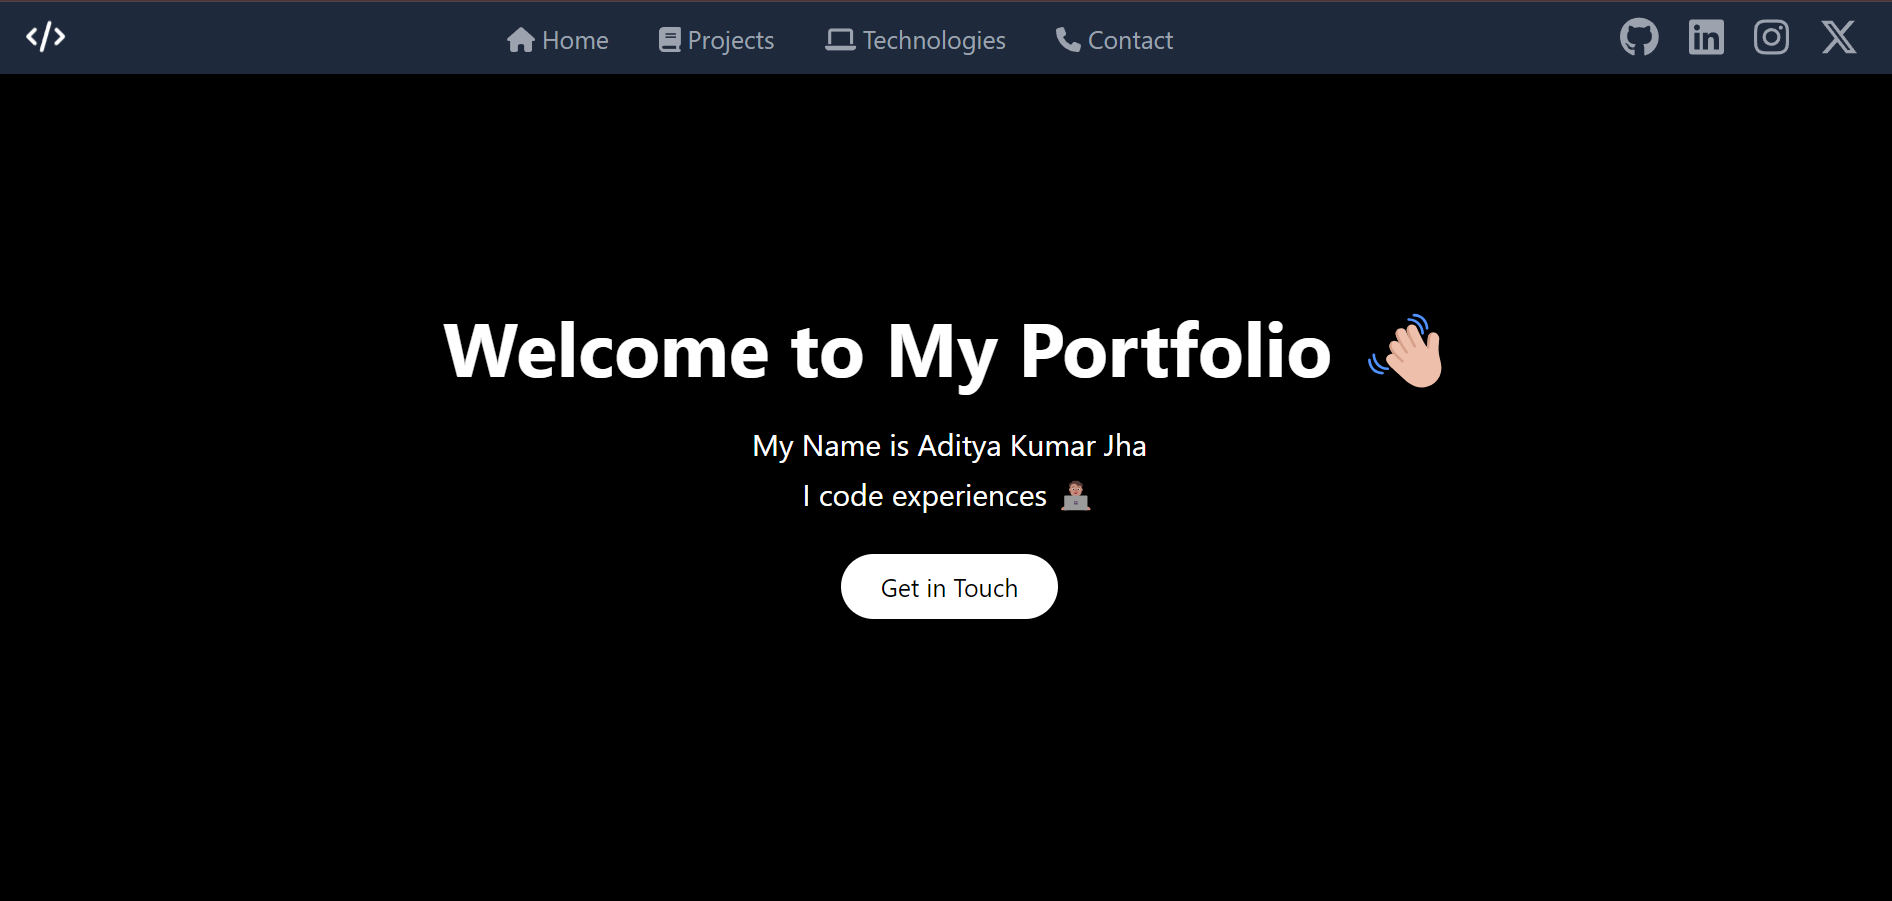 </> Home Projects Technologies Contact
Welcome to My Portfolio 👋🏼
My Name is Aditya Kumar Jha
I code experiences 👨🏽‍💻
Get in Touch